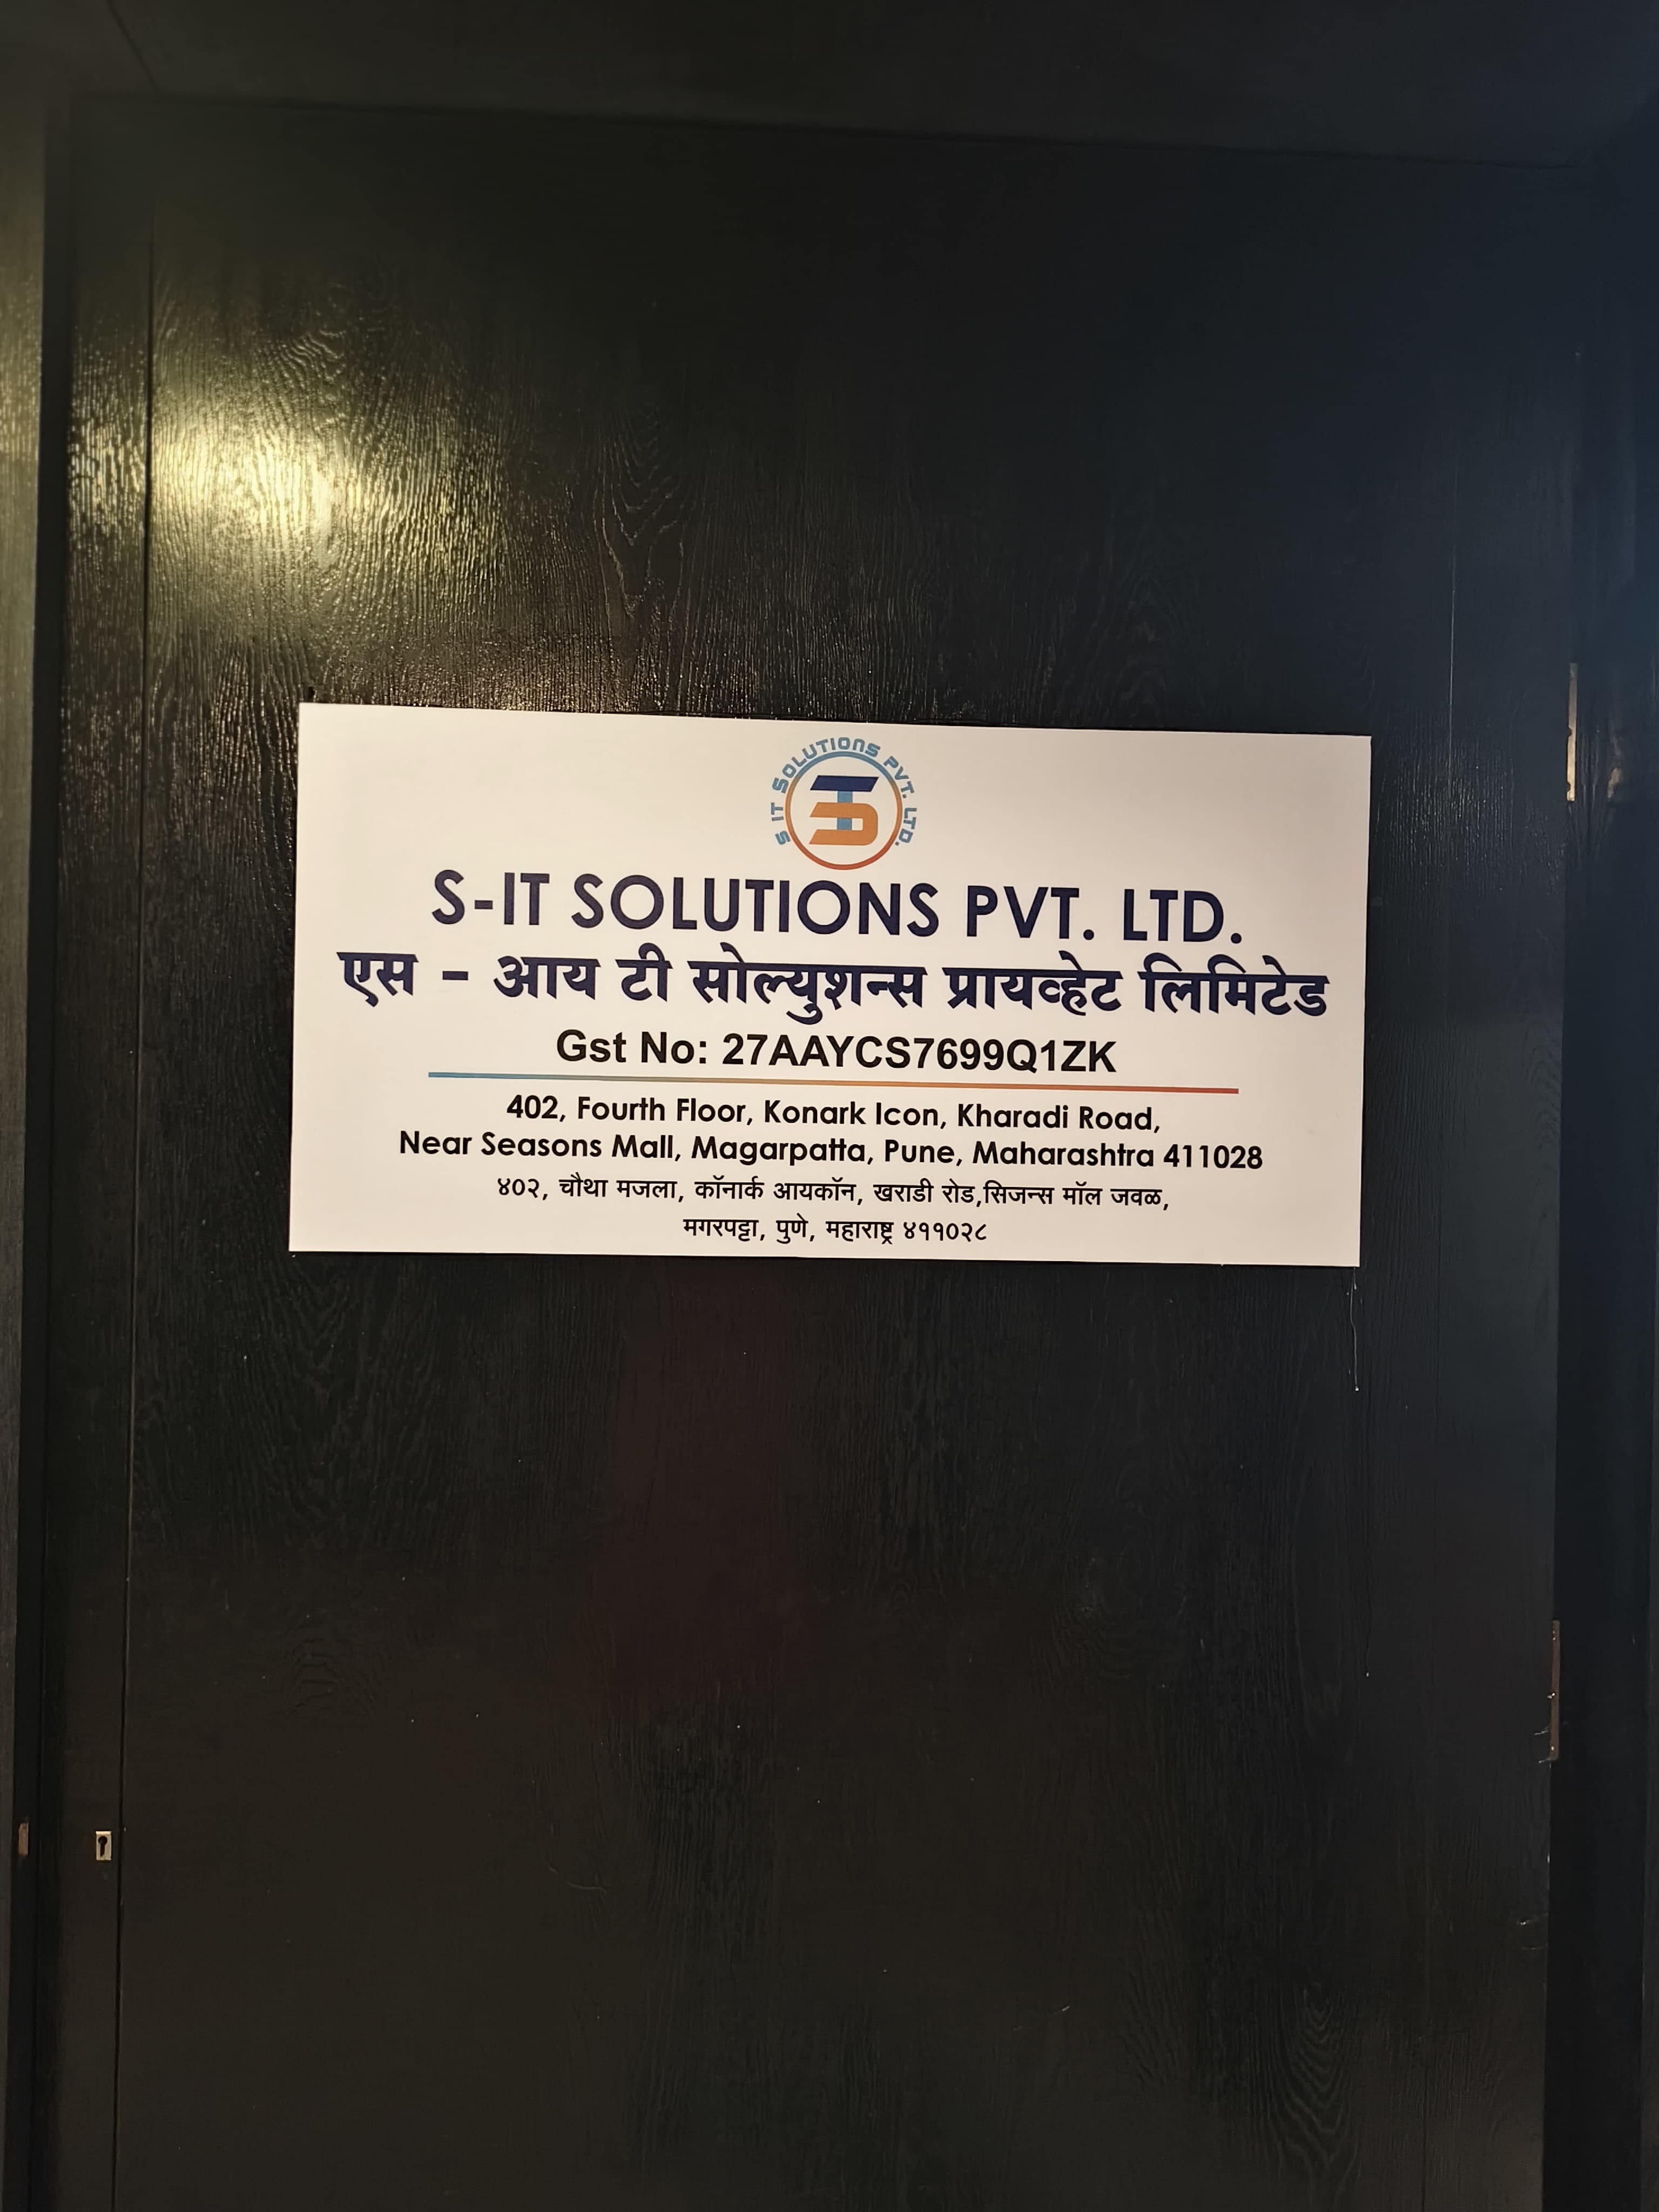 S IT SOLUTIONS PVT. LTD.
S-IT SOLUTIONS PVT. LTD.
एस - आय टी सोल्युशन्स प्रायव्हेट लिमिटेड
Gst No: 27AAYCS7699Q1ZK
402, Fourth Floor, Konark Icon, Kharadi Road,
Near Seasons Mall, Magarpatta, Pune, Maharashtra 411028
४०२, चौथा मजला, कॉनार्क आयकॉन, खराडी रोड,सिजन्स मॉल जवळ,
मगरपट्टा, पुणे, महाराष्ट्र ४११०२८